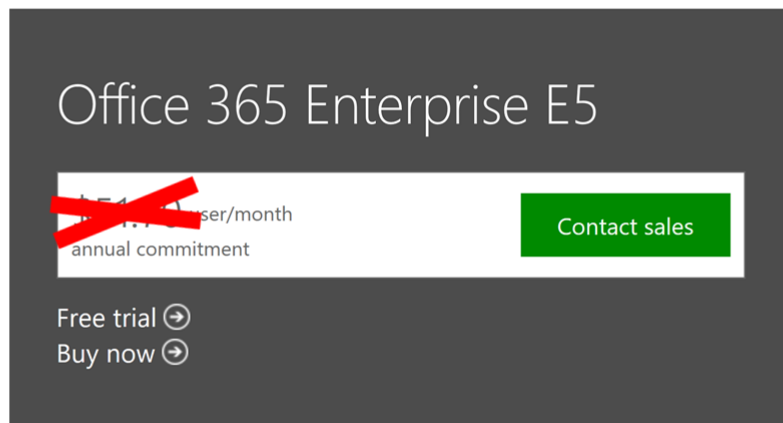 Office 365 Enterprise E5
user/month
annual commitment
Contact sales
Free trial
Buy now